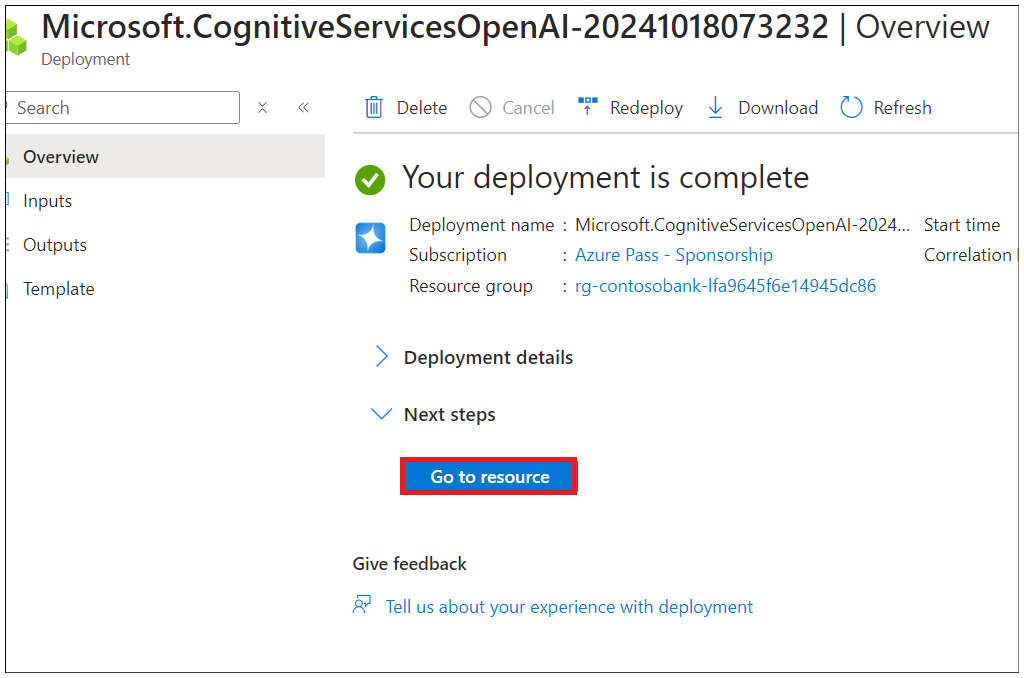 Microsoft.CognitiveServicesOpenAI-20241018073232 | Overview
Deployment
Search
Delete
Cancel
Redeploy
Download
Refresh
Overview
Inputs
Outputs
Template
Your deployment is complete
Deployment name : Microsoft.CognitiveServicesOpenAI-2024... Start time
Subscription : Azure Pass - Sponsorship Correlation
Resource group : rg-contosobank-lfa9645f6e14945dc86
Deployment details
Next steps
Go to resource
Give feedback
Tell us about your experience with deployment